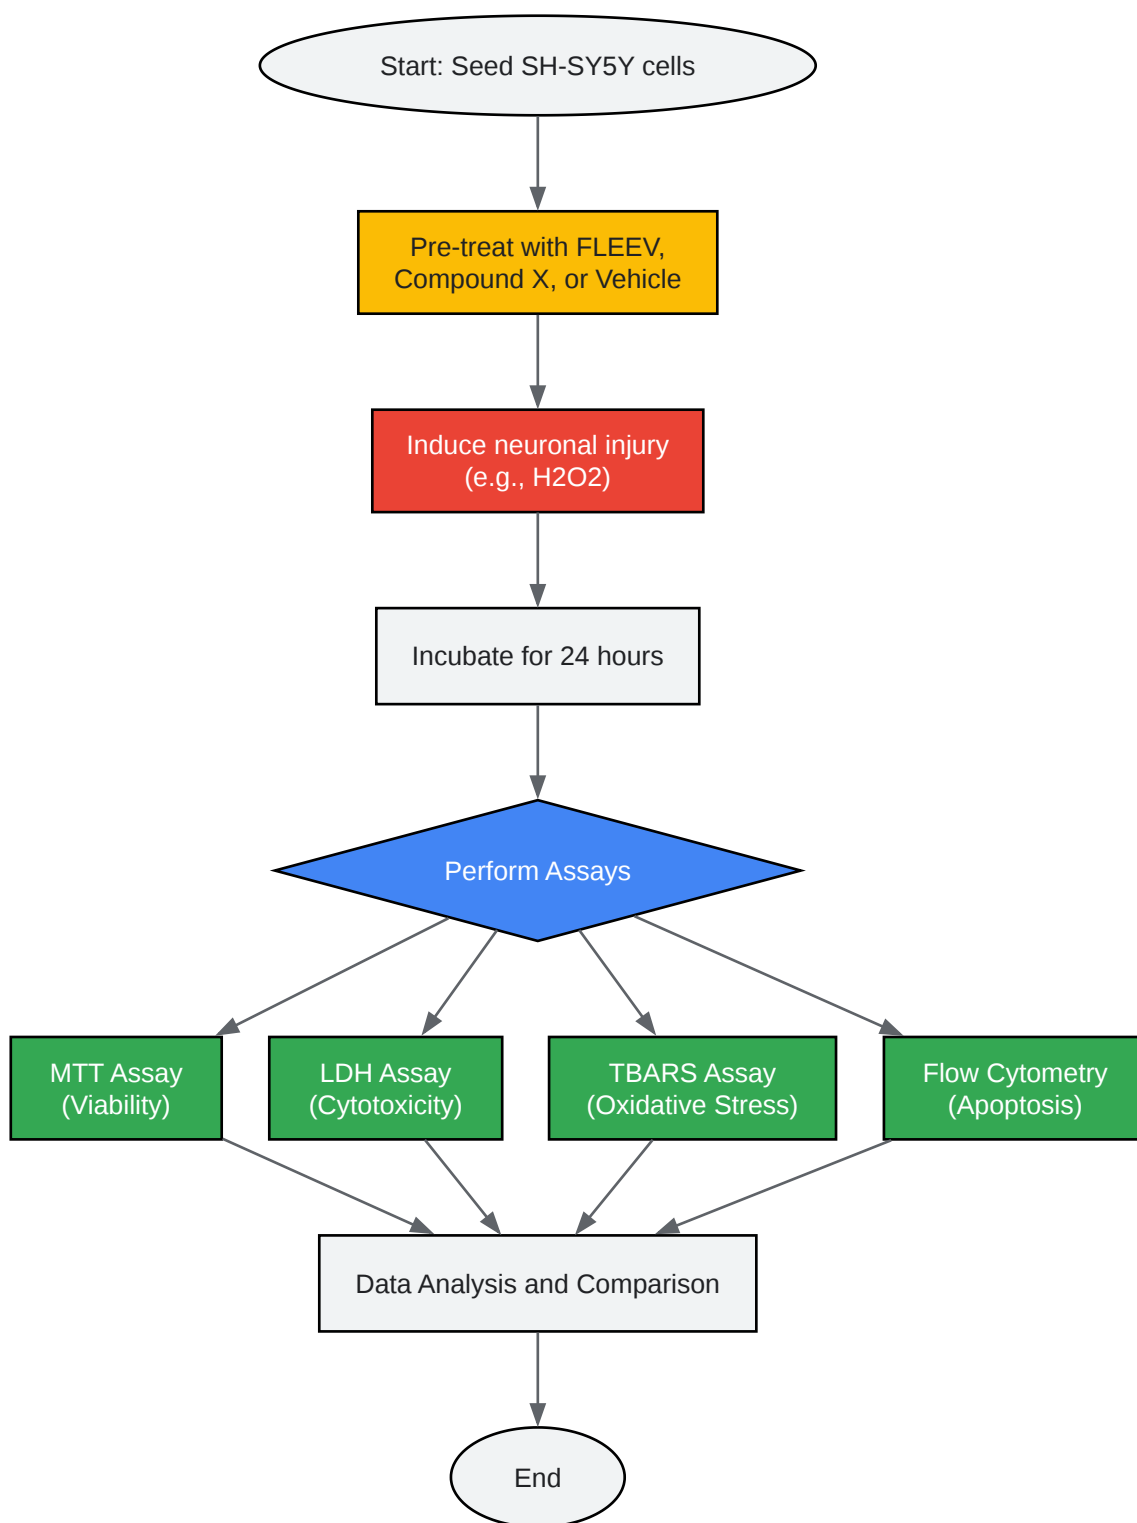 Start: Seed SH-SY5Y cells
Pre-treat with FLEEV,
Compound X, or Vehicle
Induce neuronal injury
(e.g., H2O2)
Incubate for 24 hours
Perform Assays
MTT Assay
(Viability)
LDH Assay
(Cytotoxicity)
TBARS Assay
(Oxidative Stress)
Flow Cytometry
(Apoptosis)
Data Analysis and Comparison
End